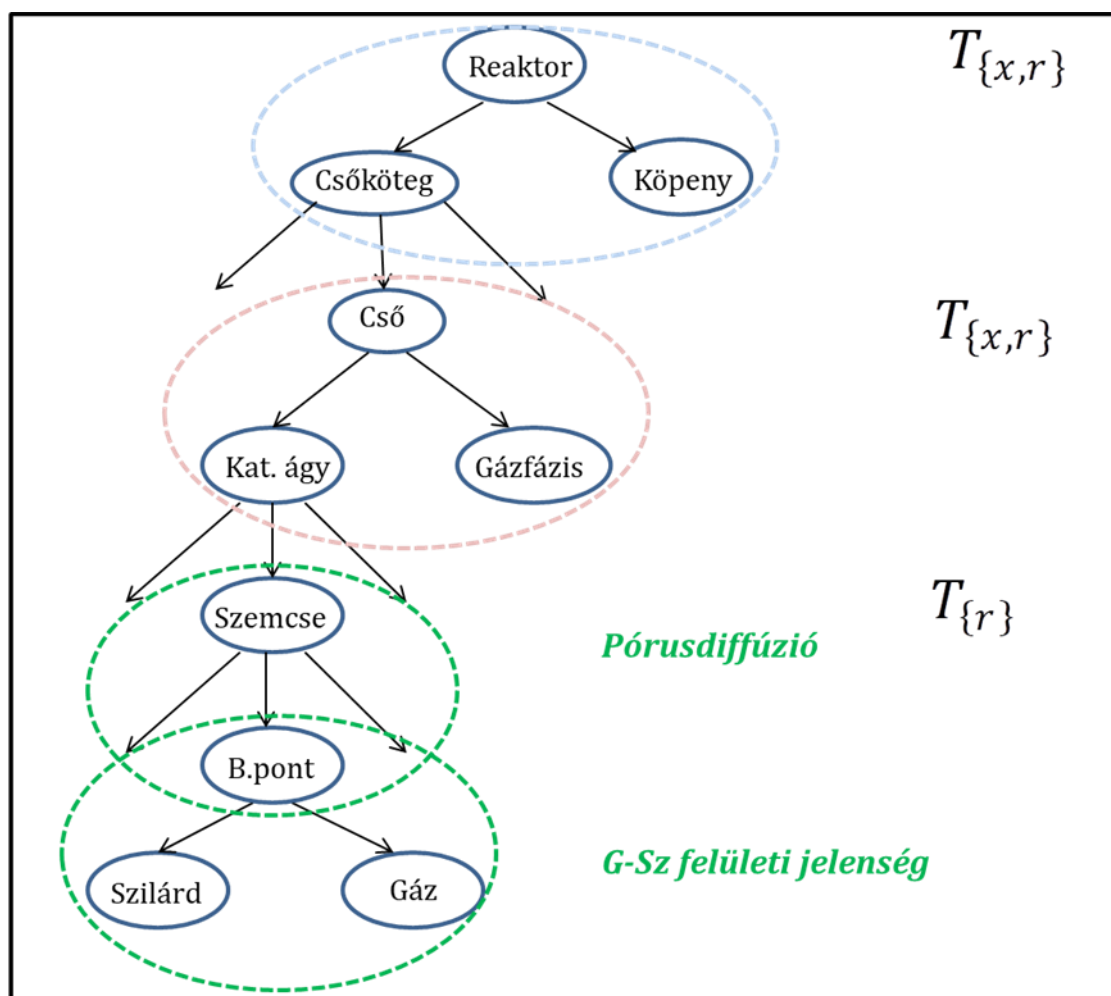 Reaktor
T{x,r}
Csőköteg
Köpeny
Cső
T{x,r}
Kat. ágy
Gázfázis
Szemcse
T{r}
Pórusdiffúzió
B.pont
Szilárd
Gáz
G-Sz felületi jelenség